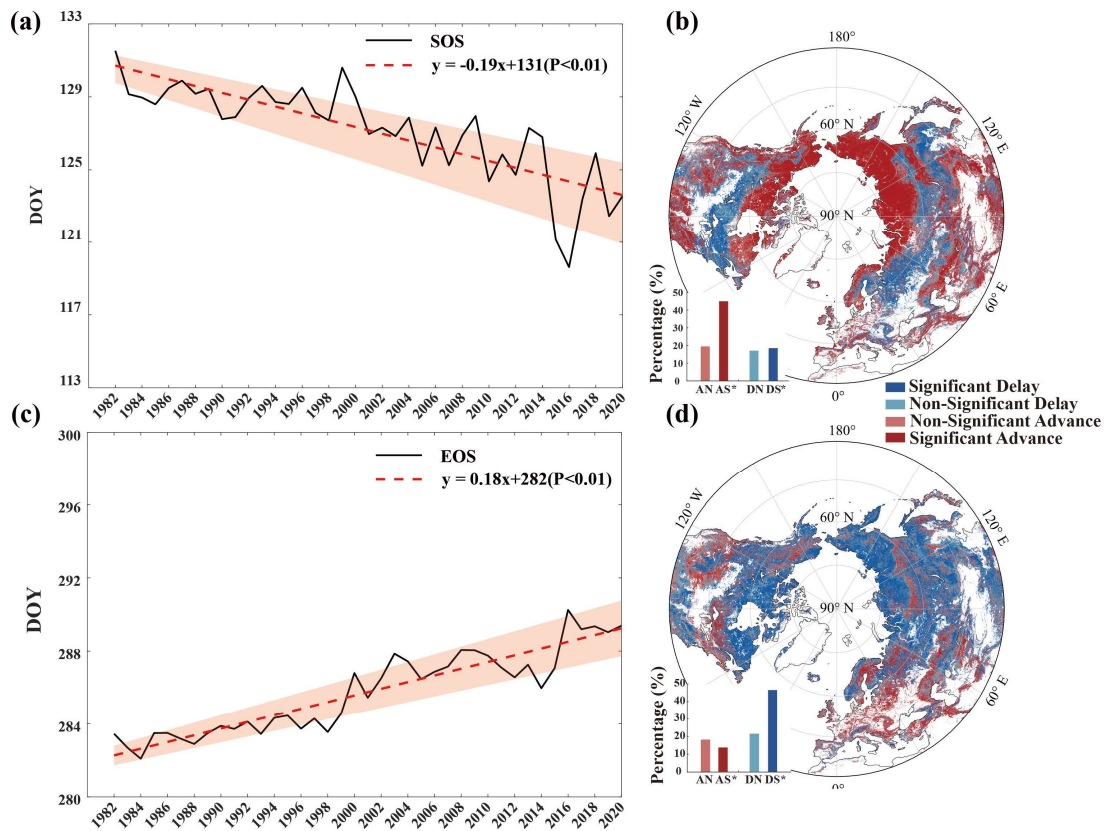 (a)
133
129
125
121
117
113
DOY
SOS
y = -0.19x+131(P<0.01)
1982
1984
1986
1988
1990
1992
1994
1996
1998
2000
2002
2004
2006
2008
2010
2012
2014
2016
2018
2020
(b)
180°
120° W
120° E
60° N
90° N
60° E
0°
Percentage (%)
50
40
30
20
10
0
AN AS* DN DS*
Significant Delay
Non-Significant Delay
Non-Significant Advance
Significant Advance
(c)
300
296
292
288
284
280
DOY
EOS
y = 0.18x+282(P<0.01)
1982
1984
1986
1988
1990
1992
1994
1996
1998
2000
2002
2004
2006
2008
2010
2012
2014
2016
2018
2020
(d)
180°
120° W
120° E
60° N
90° N
60° E
0°
Percentage (%)
50
40
30
20
10
0
AN AS* DN DS*